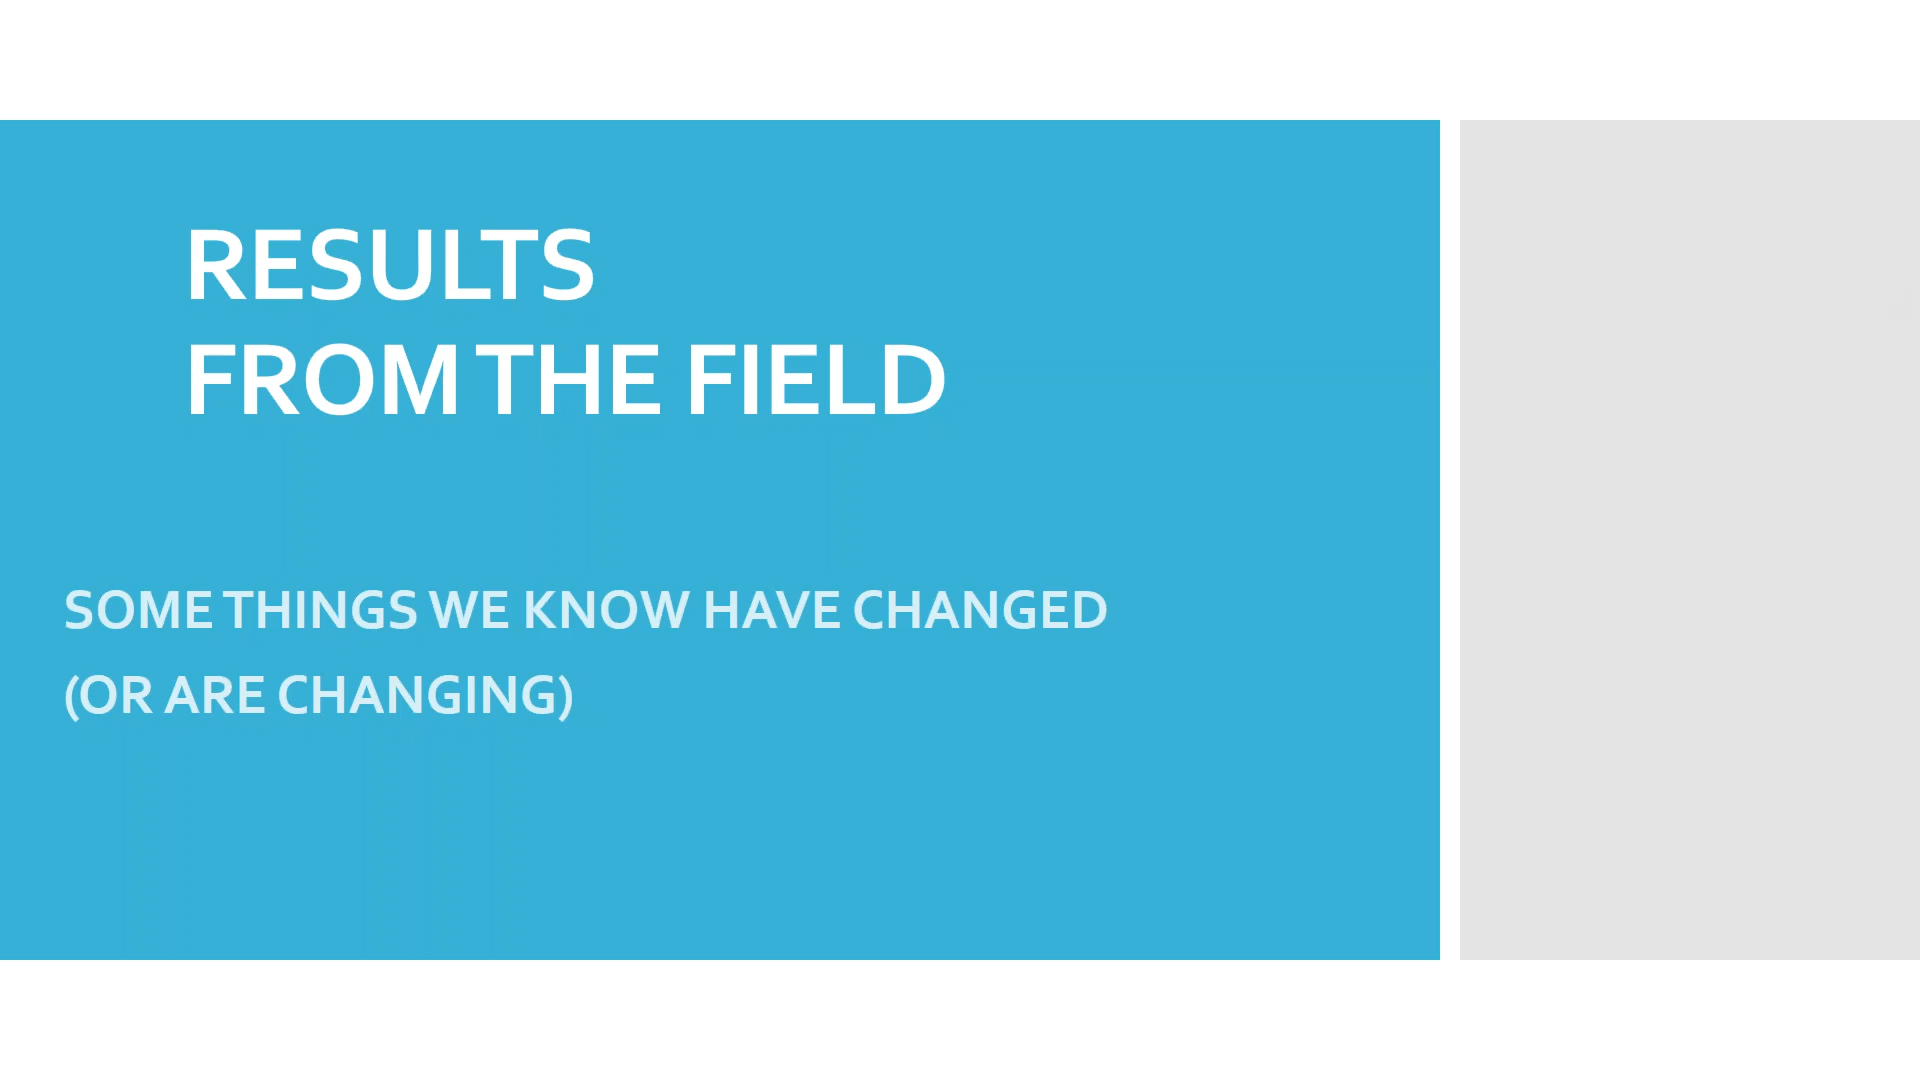 RESULTS
FROM THE FIELD
SOME THINGS WE KNOW HAVE CHANGED
(OR ARE CHANGING)